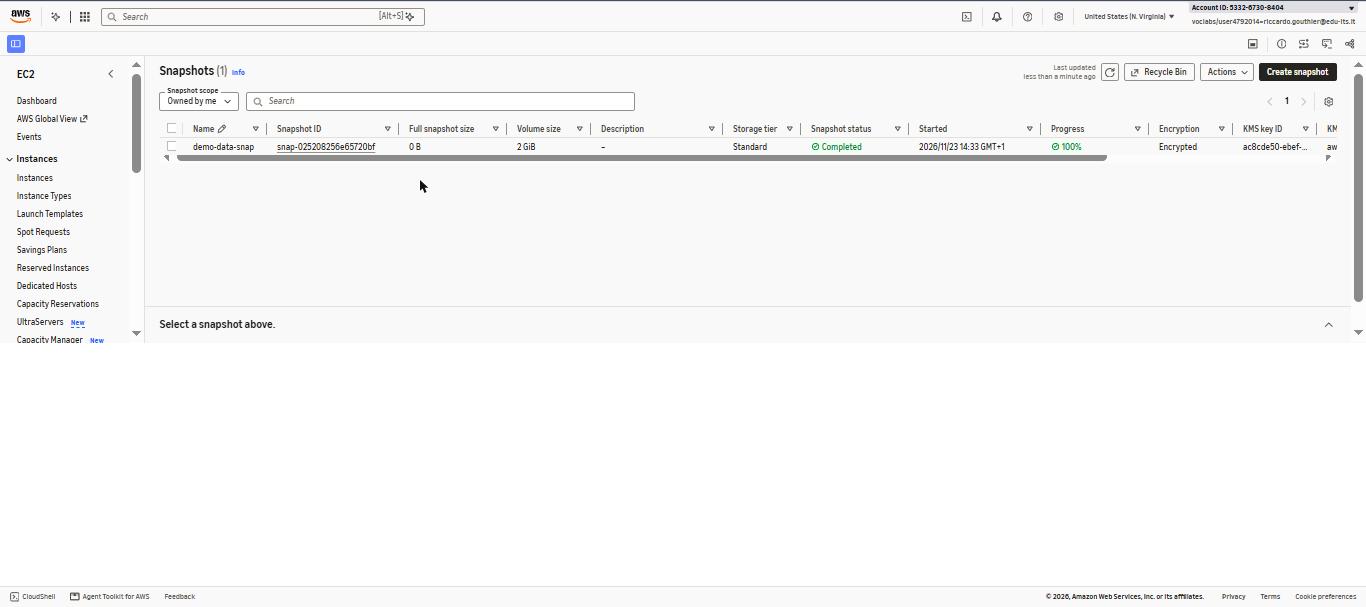 aws
Search [Alt+S]
United States (N. Virginia)
Account ID: 5332-6730-8404
voclabs/user4792014=riccardo.gouthier@edu-its.it
EC2
Dashboard
AWS Global View
Events
Instances
Instances
Instance Types
Launch Templates
Spot Requests
Savings Plans
Reserved Instances
Dedicated Hosts
Capacity Reservations
UltraServers New
Capacity Manager New
Snapshots (1) Info
Last updated
less than a minute ago
Recycle Bin
Actions
Create snapshot
Snapshot scope
Owned by me
Search
1
Name Snapshot ID Full snapshot size Volume size Description Storage tier Snapshot status Started Progress Encryption KMS key ID KM
demo-data-snap snap-025208256e65720bf 0 B 2 GiB – Standard Completed 2026/11/23 14:33 GMT+1 100% Encrypted ac8cde50-ebef-... aw
Select a snapshot above.
CloudShell Agent Toolkit for AWS Feedback © 2026, Amazon Web Services, Inc. or its affiliates. Privacy Terms Cookie preferences